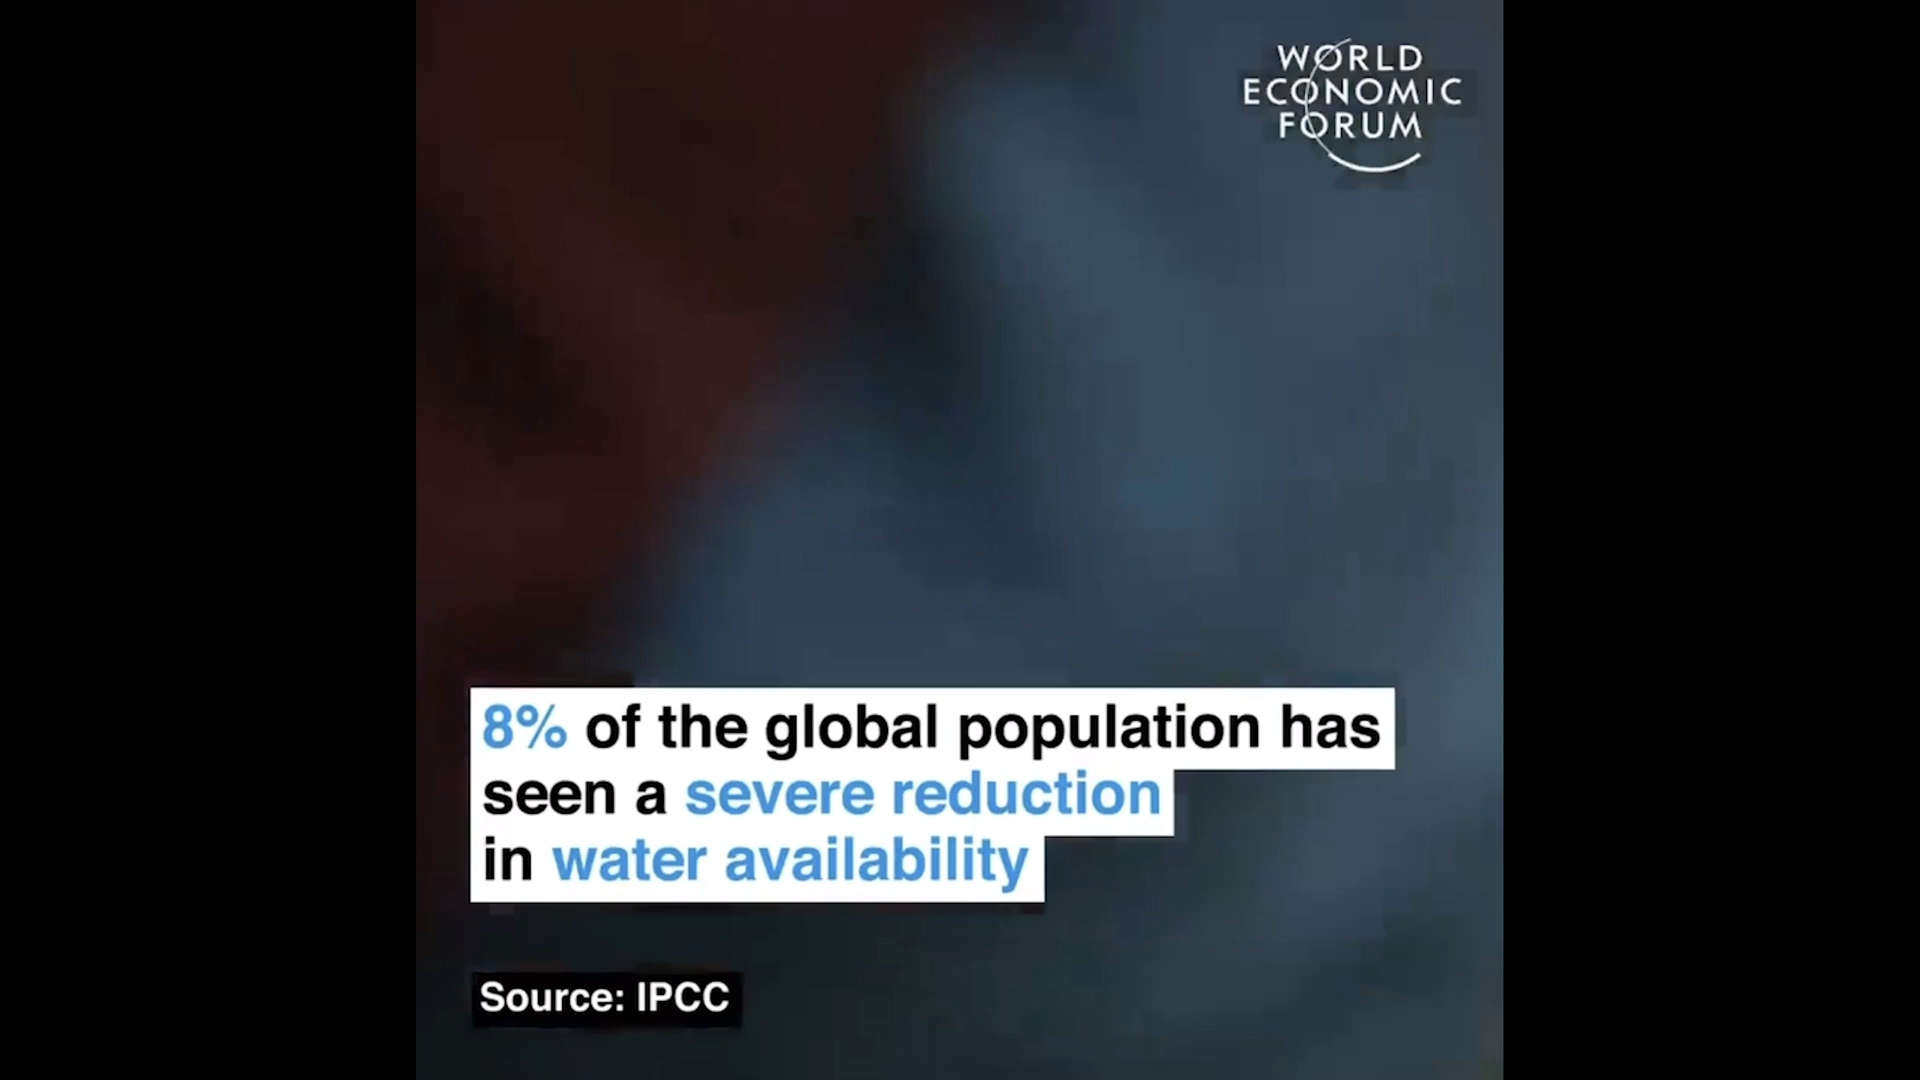 WORLD
ECONOMIC
FORUM
8% of the global population has
seen a severe reduction
in water availability
Source: IPCC